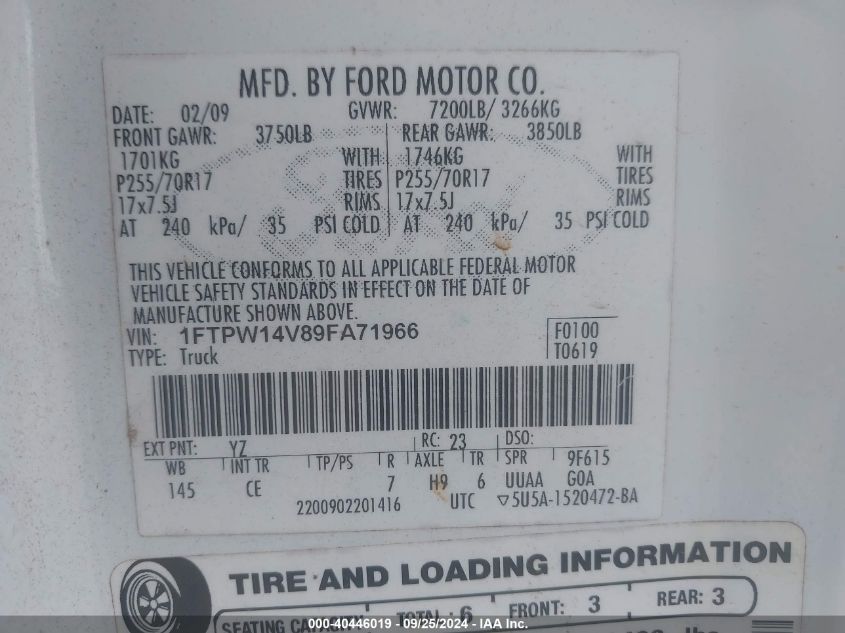 MFD. BY FORD MOTOR CO.
DATE: 02/09 GVWR: 7200LB/ 3266KG
FRONT GAWR: 3750LB REAR GAWR: 3850LB
1701KG WITH 1746KG WITH
P255/70R17 TIRES P255/70R17 TIRES
17x7.5J RIMS 17x7.5J RIMS
AT 240 kPa/ 35 PSI COLD AT 240 kPa/ 35 PSI COLD
THIS VEHICLE CONFORMS TO ALL APPLICABLE FEDERAL MOTOR
VEHICLE SAFETY STANDARDS IN EFFECT ON THE DATE OF
MANUFACTURE SHOWN ABOVE.
VIN: 1FTPW14V89FA71966 F0100
TYPE: Truck T0619
EXT PNT: YZ RC: 23 DSO:
WB INT TR TP/PS R AXLE TR SPR 9F615
145 CE 7 H9 6 UUAA GOA
2200902201416 UTC ▽5U5A-1520472-BA
TIRE AND LOADING INFORMATION
SEATING CAPACITY TOTAL: 6 FRONT: 3 REAR: 3
000-40446019 - 09/25/2024 - IAA Inc.